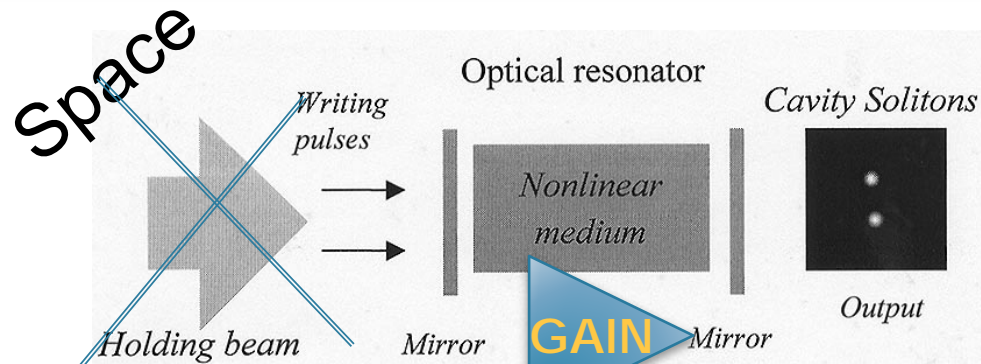 Space
Optical resonator
Writing
pulses
Cavity Solitons
Nonlinear
medium
Output
Holding beam
Mirror
GAIN
Mirror